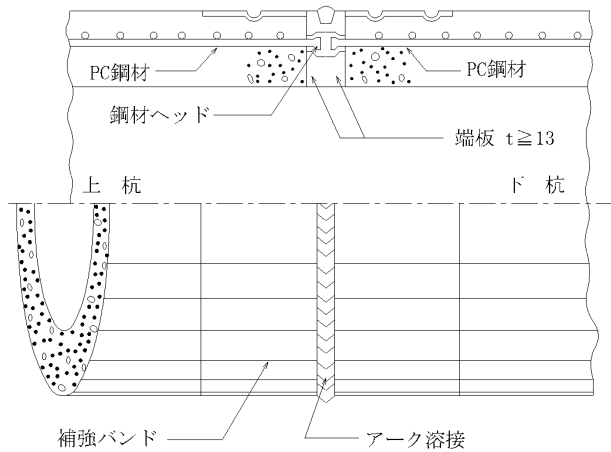 PC鋼材
PC鋼材
鋼材ヘッド
端板 t≧13
上 杭
下 杭
補強バンド
アーク溶接